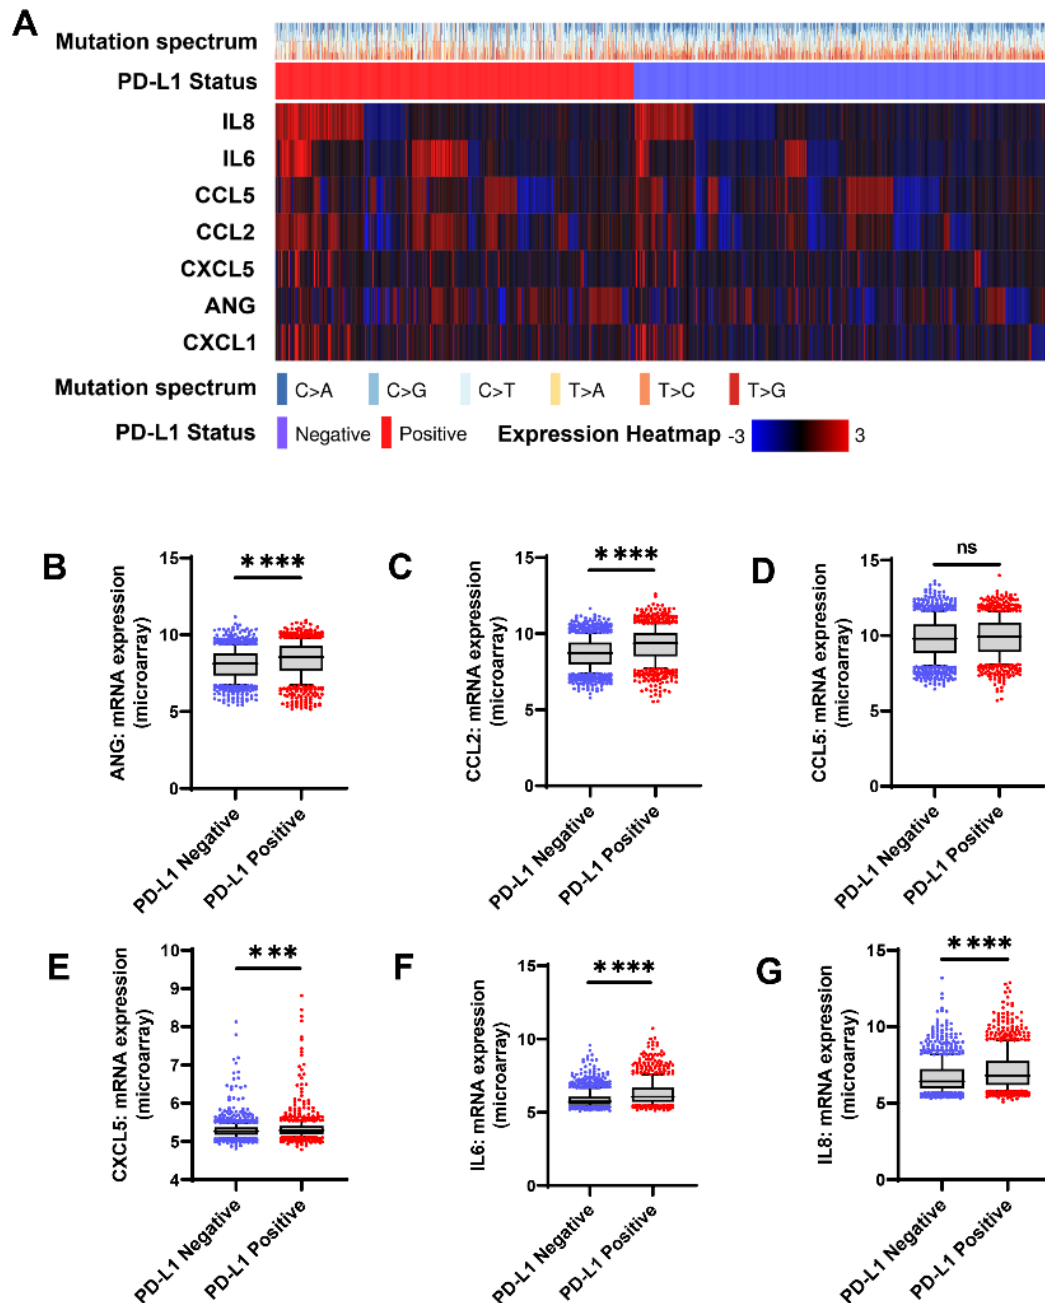 A
Mutation spectrum
PD-L1 Status
IL8
IL6
CCL5
CCL2
CXCL5
ANG
CXCL1
Mutation spectrum C>A C>G C>T T>A T>C T>G
PD-L1 Status Negative Positive Expression Heatmap -3 3
B
ANG: mRNA expression
(microarray)
15
10
5
0
****
PD-L1 Negative
PD-L1 Positive
C
CCL2: mRNA expression
(microarray)
15
10
5
0
****
PD-L1 Negative
PD-L1 Positive
D
CCL5: mRNA expression
(microarray)
15
10
5
0
ns
PD-L1 Negative
PD-L1 Positive
E
CXCL5: mRNA expression
(microarray)
10
9
8
7
6
5
4
***
PD-L1 Negative
PD-L1 Positive
F
IL6: mRNA expression
(microarray)
15
10
5
0
****
PD-L1 Negative
PD-L1 Positive
G
IL8: mRNA expression
(microarray)
15
10
5
0
****
PD-L1 Negative
PD-L1 Positive